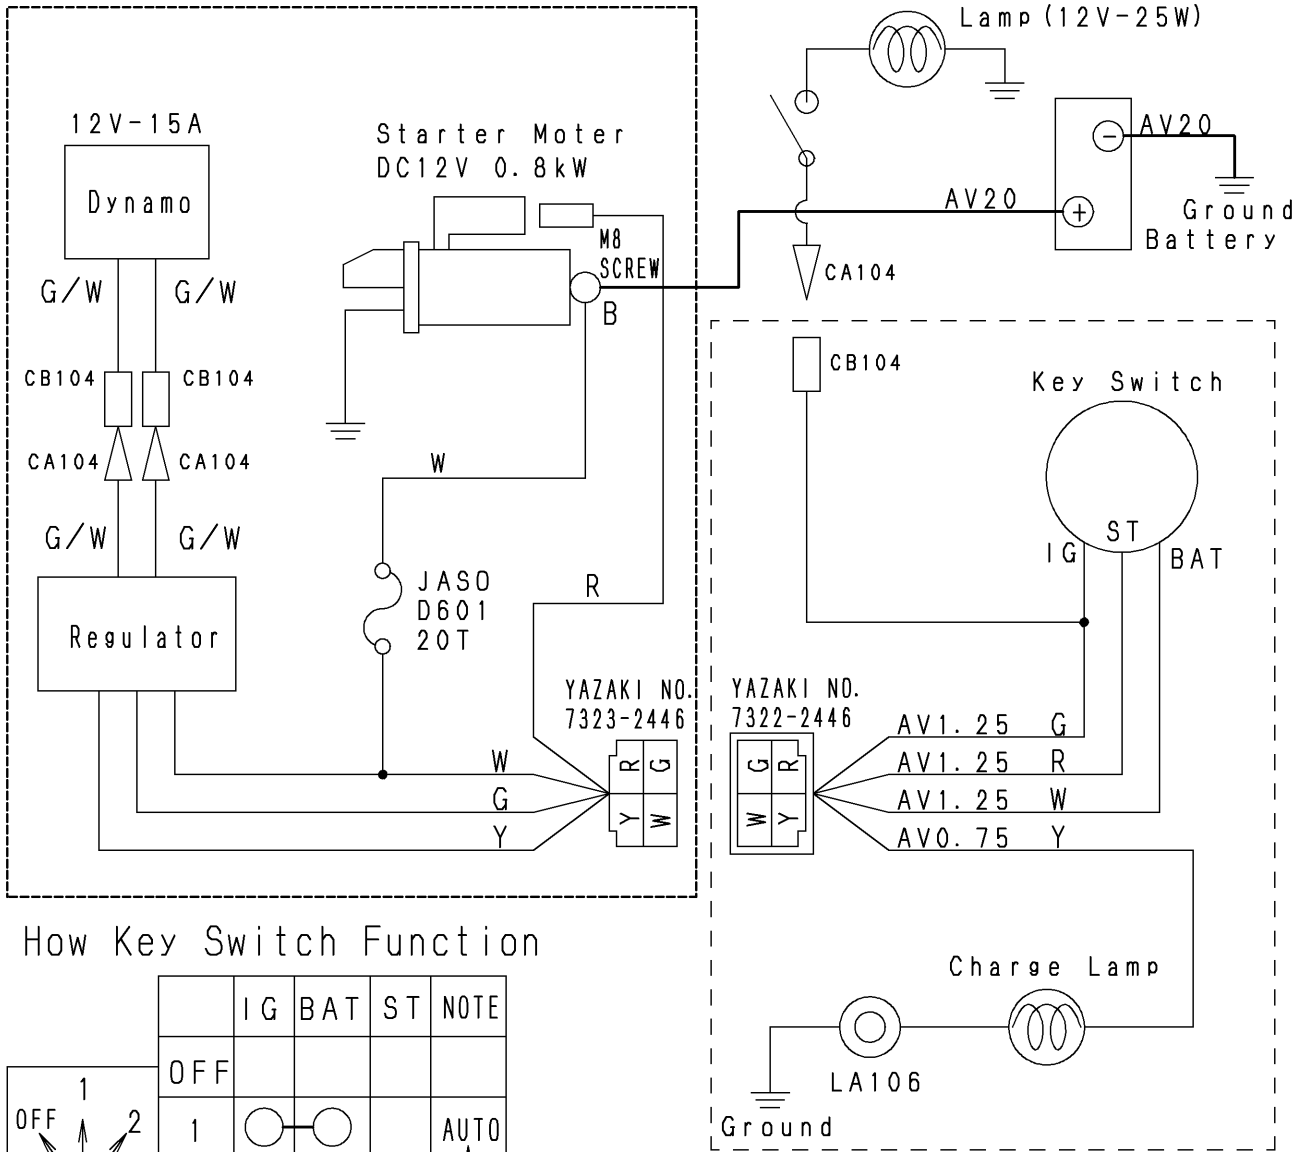 Lamp (12V-25W)
12V-15A
Dynamo
Starter Moter
DC12V 0.8kW
M8
SCREW
B
AV20
−
AV20
+
Ground
Battery
G/W
G/W
CA104
CB104
CB104
CB104
CA104
CA104
G/W
G/W
Key Switch
IG
ST
BAT
W
R
JASO
D601
20T
Regulator
YAZAKI NO.
7323-2446
YAZAKI NO.
7322-2446
W
G
Y
R
G
Y
W
G
R
W
Y
AV1.25 G
AV1.25 R
AV1.25 W
AV0.75 Y
Charge Lamp
LA106
Ground
How Key Switch Function
IG BAT ST NOTE
OFF
1 AUTO
OFF
1
2